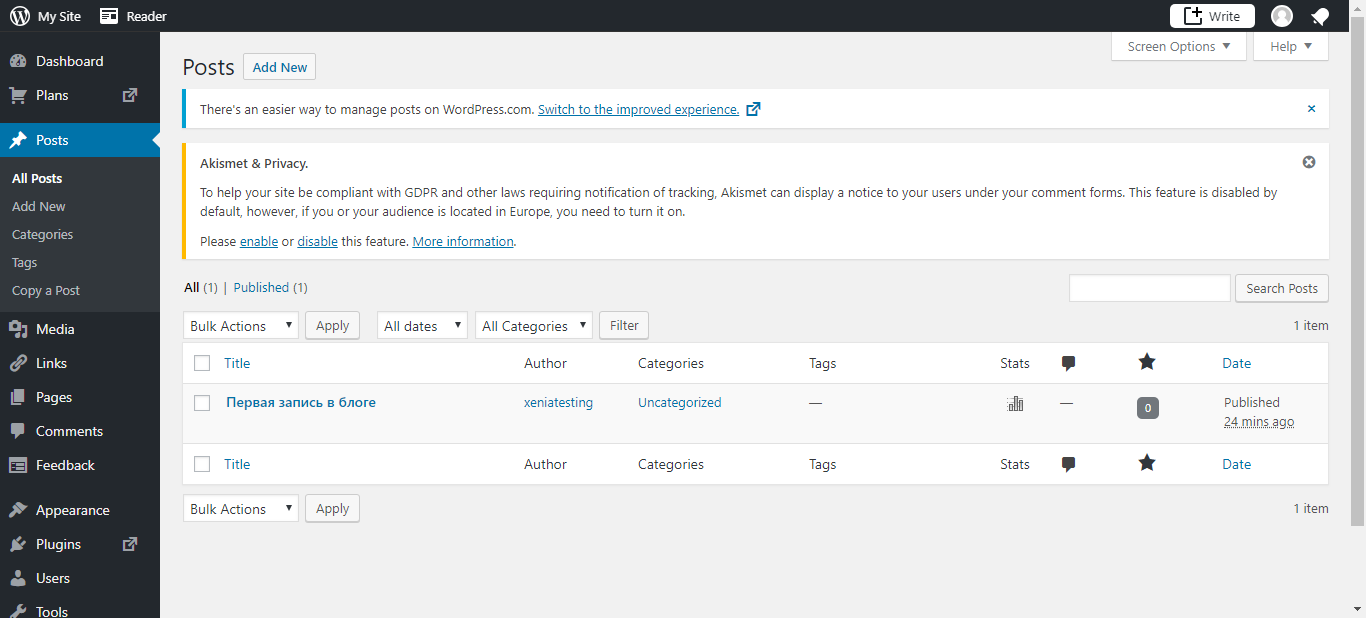 My Site Reader Write
Screen Options Help
Dashboard
Plans
Posts
All Posts
Add New
Categories
Tags
Copy a Post
Media
Links
Pages
Comments
Feedback
Appearance
Plugins
Users
Tools
Posts Add New
There's an easier way to manage posts on WordPress.com. Switch to the improved experience.
Akismet & Privacy.
To help your site be compliant with GDPR and other laws requiring notification of tracking, Akismet can display a notice to your users under your comment forms. This feature is disabled by
default, however, if you or your audience is located in Europe, you need to turn it on.
Please enable or disable this feature. More information.
All (1) | Published (1) Search Posts
Bulk Actions Apply All dates All Categories Filter 1 item
Title Author Categories Tags Stats Date
Первая запись в блоге xeniatesting Uncategorized — — 0 Published
24 mins ago
Title Author Categories Tags Stats Date
Bulk Actions Apply 1 item